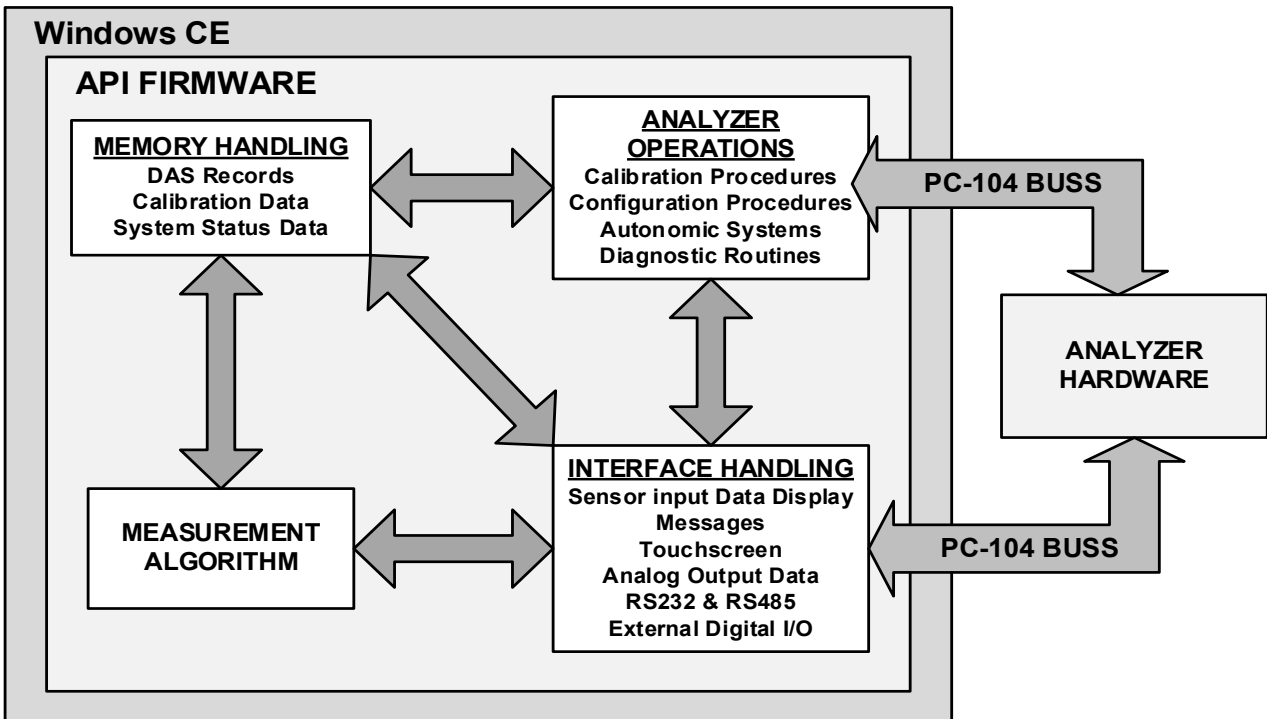 Windows CE
API FIRMWARE
MEMORY HANDLING
DAS Records
Calibration Data
System Status Data
ANALYZER
OPERATIONS
Calibration Procedures
Configuration Procedures
Autonomic Systems
Diagnostic Routines
PC-104 BUSS
ANALYZER
HARDWARE
MEASUREMENT
ALGORITHM
INTERFACE HANDLING
Sensor input Data Display
Messages
Touchscreen
Analog Output Data
RS232 & RS485
External Digital I/O
PC-104 BUSS